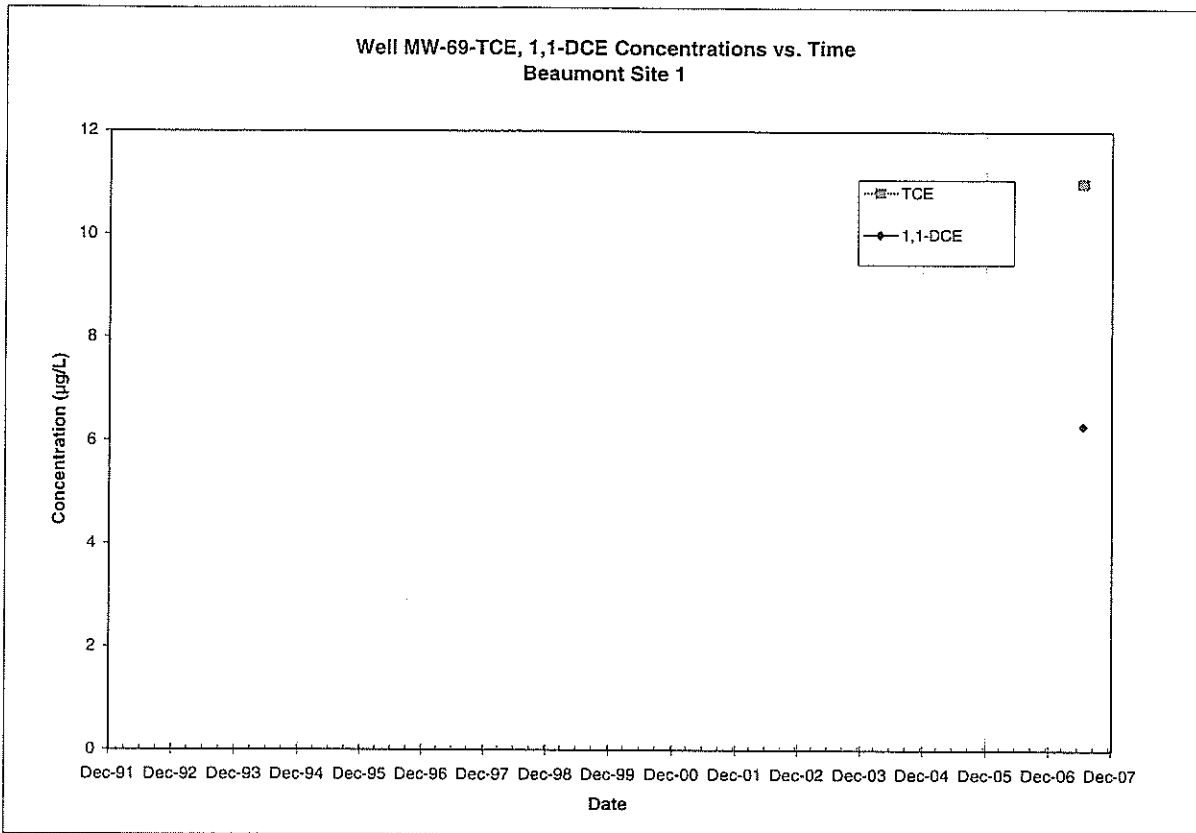 Well MW-69-TCE, 1,1-DCE Concentrations vs. Time
Beaumont Site 1
12
10
8
6
4
2
0
Concentration (µg/L)
TCE
1,1-DCE
Dec-91 Dec-92 Dec-93 Dec-94 Dec-95 Dec-96 Dec-97 Dec-98 Dec-99 Dec-00 Dec-01 Dec-02 Dec-03 Dec-04 Dec-05 Dec-06 Dec-07
Date